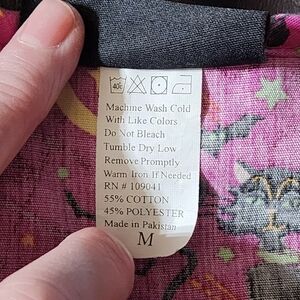 40c
Machine Wash Cold
With Like Colors
Do Not Bleach
Tumble Dry Low
Remove Promptly
Warm Iron If Needed
RN # 109041
55% COTTON
45% POLYESTER
Made in Pakistan
M